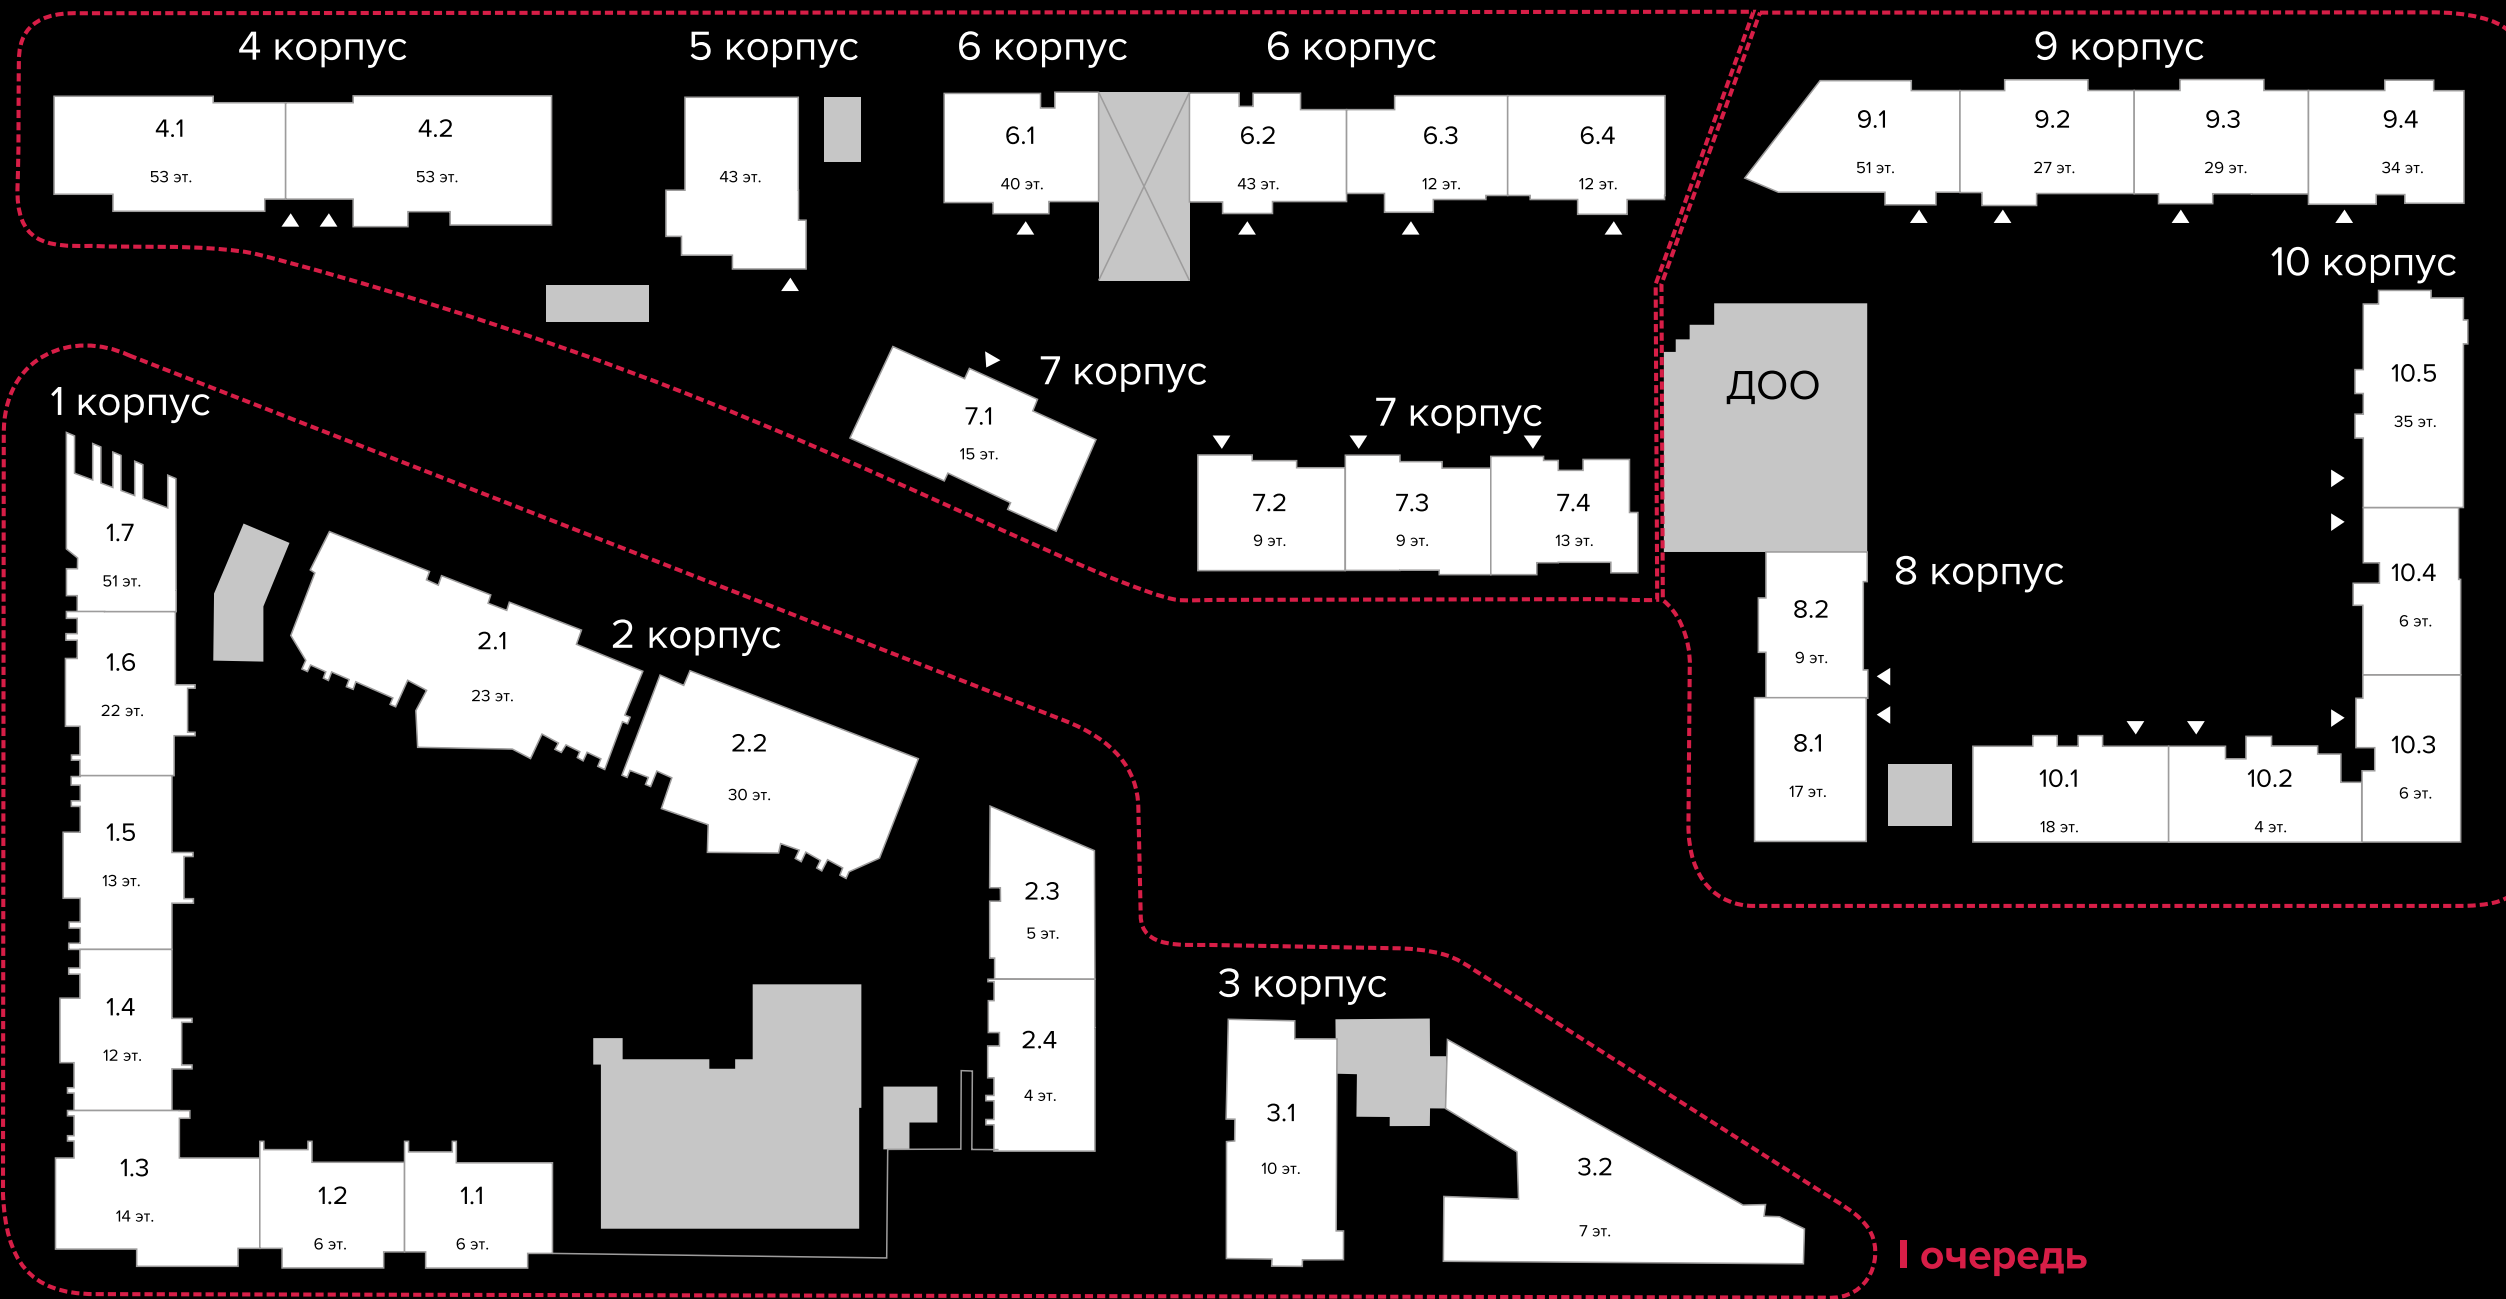 4 корпус
5 корпус
6 корпус
6 корпус
9 корпус
4.1
53 эт.
4.2
53 эт.
43 эт.
6.1
40 эт.
6.2
43 эт.
6.3
12 эт.
6.4
12 эт.
9.1
51 эт.
9.2
27 эт.
9.3
29 эт.
9.4
34 эт.
10 корпус
7 корпус
7.1
15 эт.
7 корпус
7.2
9 эт.
7.3
9 эт.
7.4
13 эт.
ДОО
10.5
35 эт.
10.4
6 эт.
10.3
6 эт.
8 корпус
8.2
9 эт.
8.1
17 эт.
10.1
18 эт.
10.2
4 эт.
1 корпус
1.7
51 эт.
1.6
22 эт.
1.5
13 эт.
1.4
12 эт.
1.3
14 эт.
1.2
6 эт.
1.1
6 эт.
2 корпус
2.1
23 эт.
2.2
30 эт.
2.3
5 эт.
2.4
4 эт.
3 корпус
3.1
10 эт.
3.2
7 эт.
I очередь